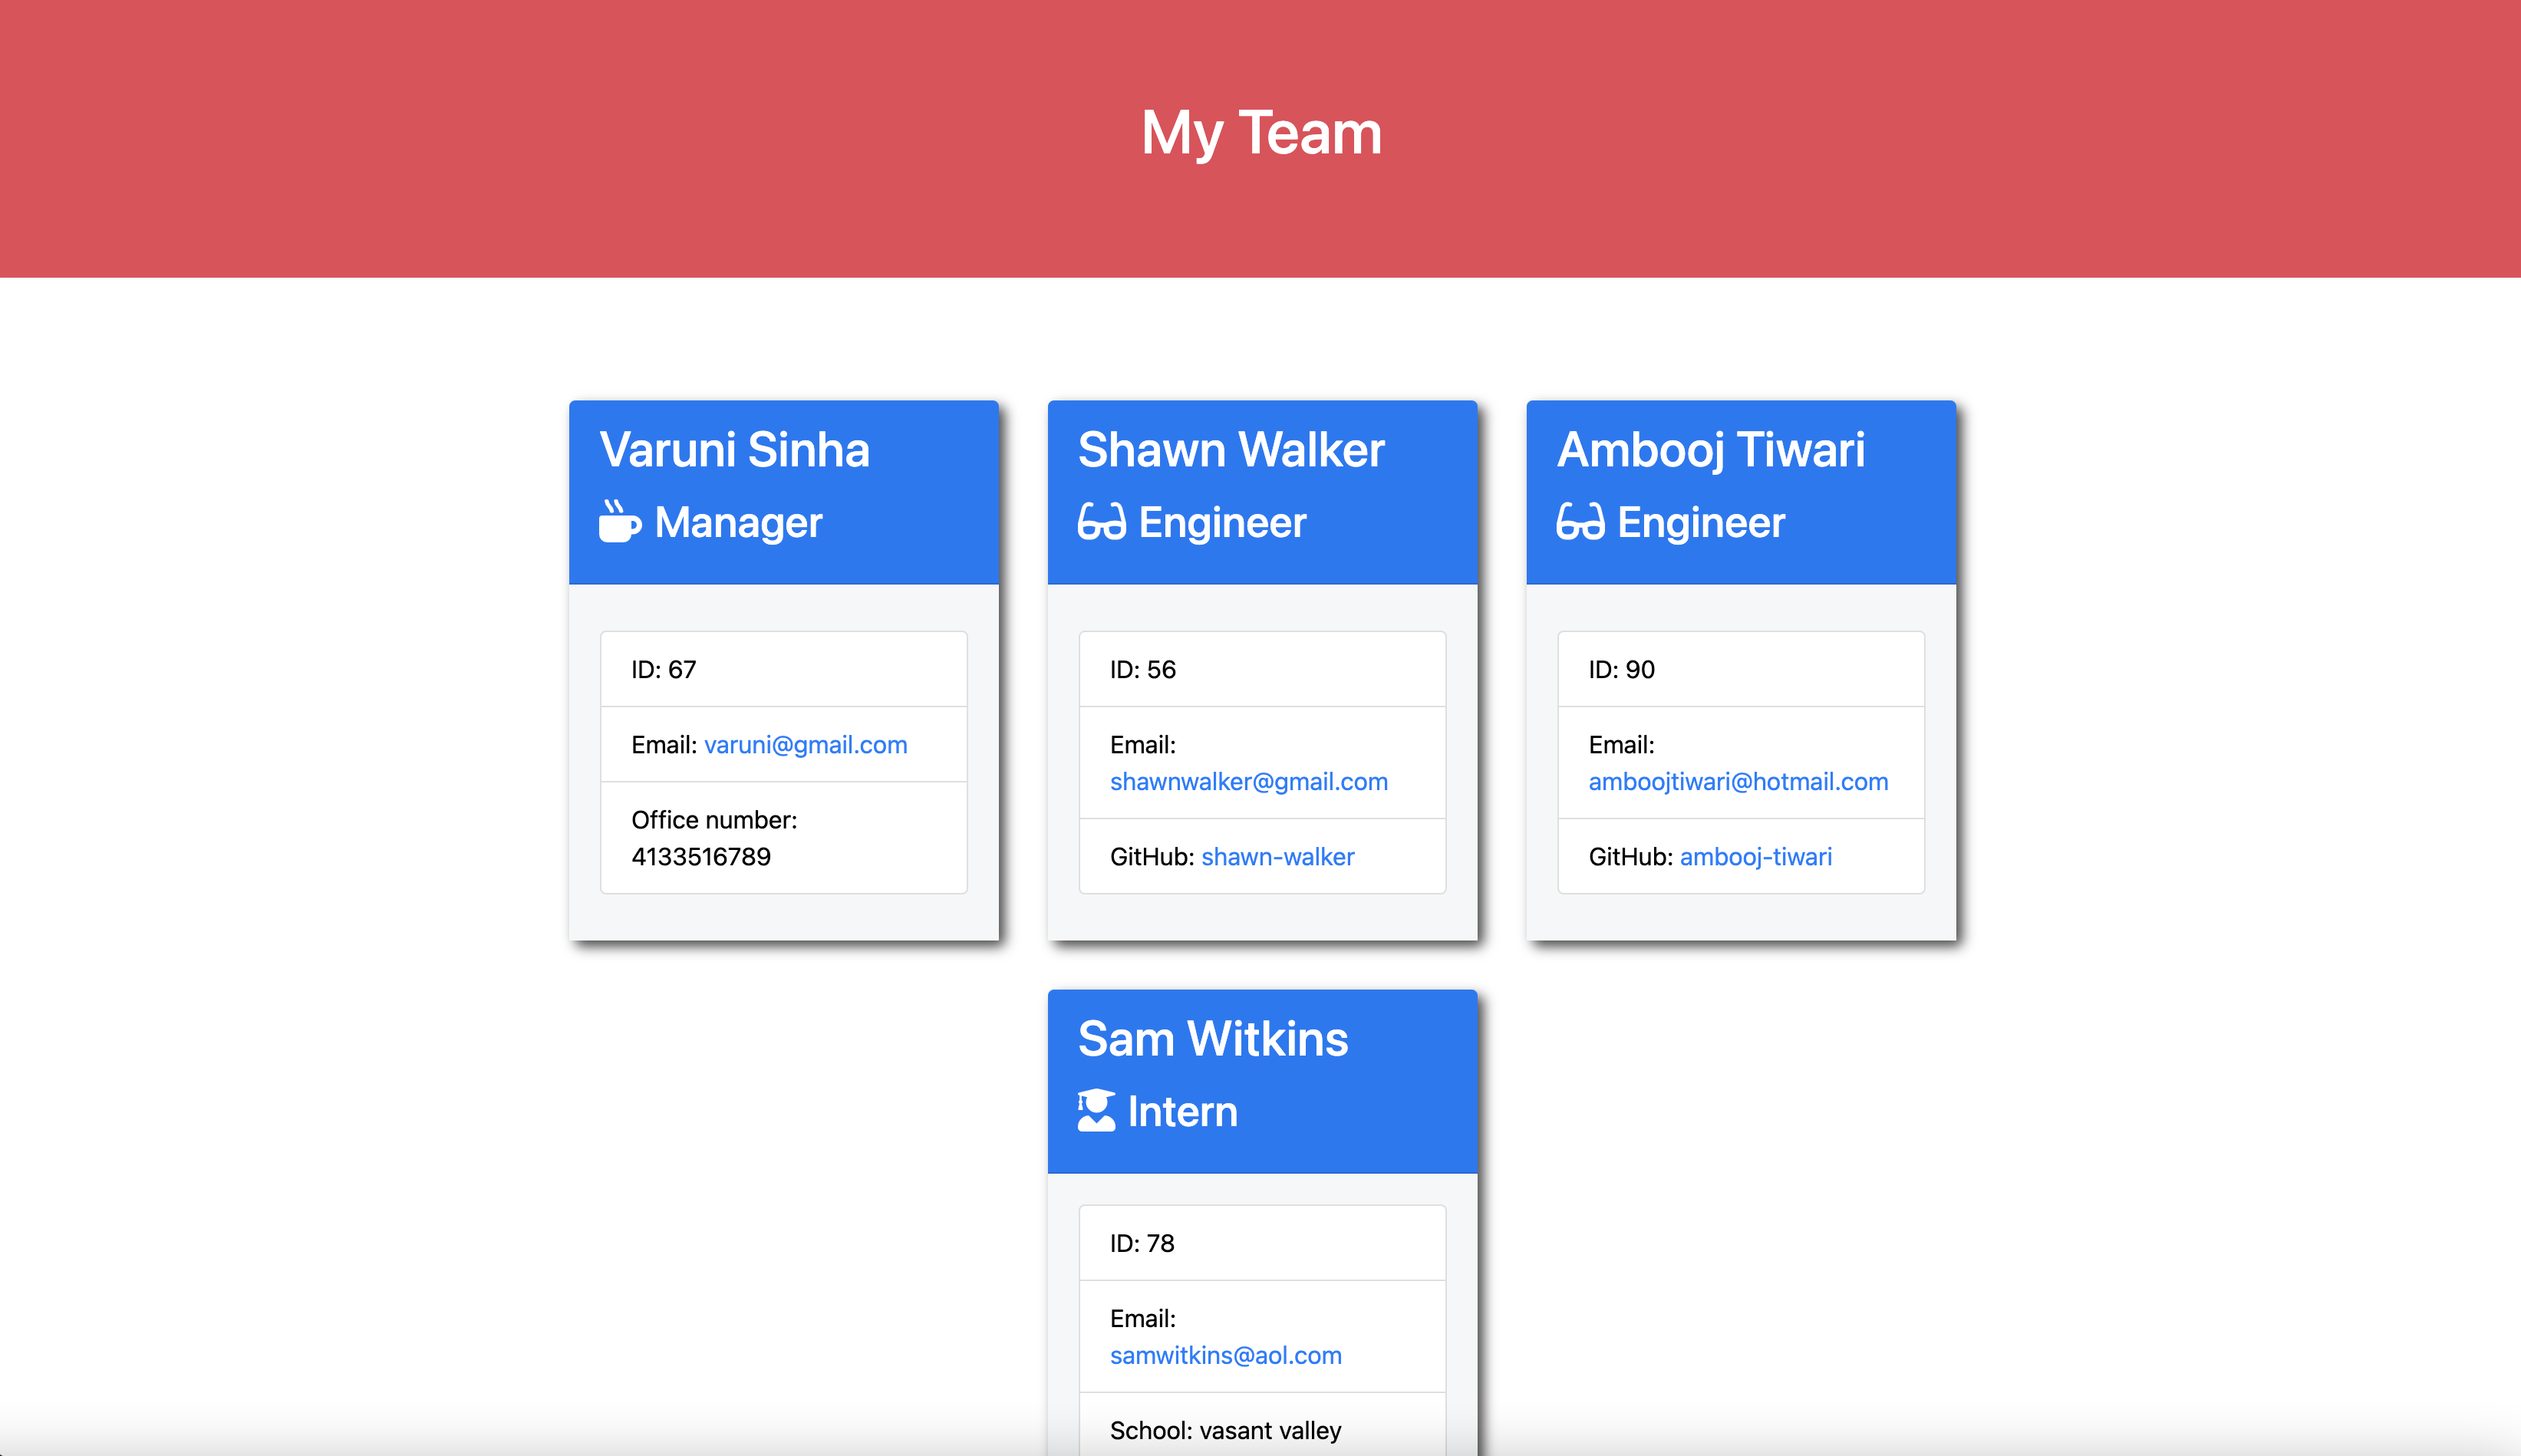 My Team
Varuni Sinha
Manager
ID: 67
Email: varuni@gmail.com
Office number:
4133516789
Shawn Walker
Engineer
ID: 56
Email:
shawnwalker@gmail.com
GitHub: shawn-walker
Ambooj Tiwari
Engineer
ID: 90
Email:
amboojtiwari@hotmail.com
GitHub: ambooj-tiwari
Sam Witkins
Intern
ID: 78
Email:
samwitkins@aol.com
School: vasant valley